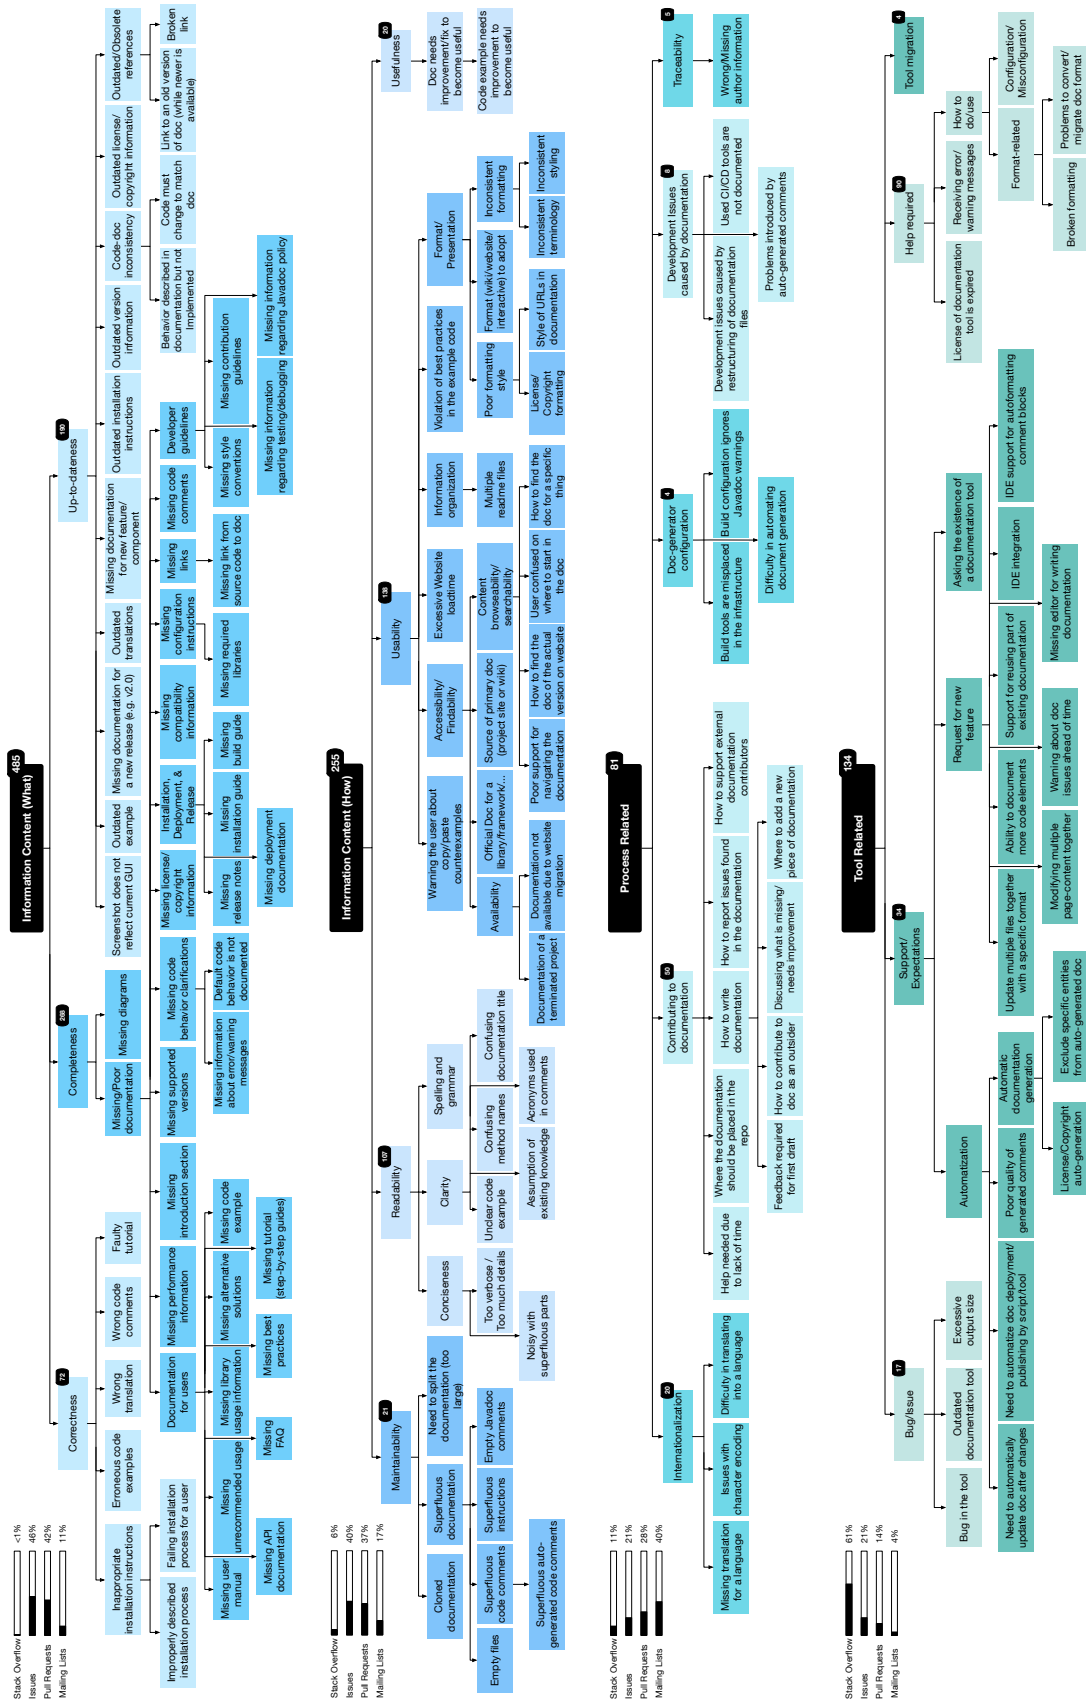 Stack Overflow <1%
Issues 46%
Pull Requests 42%
Mailing Lists 11%
Information Content (What)
485
Correctness
72
Completeness
268
Up-to-dateness
190
Inappropriate
installation instructions
Erroneous code
examples
Wrong
translation
Wrong code
comments
Faulty
tutorial
Missing/Poor
documentation
Missing diagrams
Screenshot does not
reflect current GUI
Outdated
example
Missing documentation for
a new release (e.g. v2.0)
Outdated
translations
Missing documentation
for new feature/
component
Outdated installation
instructions
Outdated version
information
Code-doc
inconsistency
Outdated license/
copyright information
Outdated/Obsolete
references
Improperly described
installation process
Failing installation
process for a user
Documentation
for users
Missing performance
information
Missing
introduction section
Missing supported
versions
Missing code
behavior clarifications
Missing license/
copyright
information
Installation,
Deployment, &
Release
Missing
compatibility
information
Missing
configuration
instructions
Missing
links
Missing code
comments
Developer
guidelines
Behavior described in
documentation but not
Implemented
Code must
change to match
doc
Link to an old version
of doc (while newer is
available)
Broken
link
Missing user
manual
Missing
unrecommended usage
Missing library
usage information
Missing alternative
solutions
Missing code
example
Missing information
about error/warning
messages
Default code
behavior is not
documented
Missing
release notes
Missing
installation guide
Missing
build guide
Missing required
libraries
Missing link from
source code to doc
Missing style
conventions
Missing contribution
guidelines
Missing API
documentation
Missing
FAQ
Missing best
practices
Missing tutorial
(step-by-step guides)
Missing deployment
documentation
Missing information
regarding testing/debugging
Missing information
regarding Javadoc policy
Stack Overflow 6%
Issues 40%
Pull Requests 37%
Mailing Lists 17%
Information Content (How)
255
Maintainability
21
Readability
107
Usability
138
Usefulness
20
Cloned
documentation
Superfluous
documentation
Need to split the
documentation (too
large)
Conciseness
Clarity
Spelling and
grammar
Warning the user about
copy/paste
counterexamples
Accessibility/
Findability
Excessive Website
loadtime
Information
organization
Violation of best practices
in the example code
Format/
Presentation
Doc needs
improvement/fix to
become useful
Code example needs
improvement to
become useful
Empty files
Superfluous
code comments
Superfluous
instructions
Empty Javadoc
comments
Too verbose /
Too much details
Unclear code
example
Confusing
method names
Confusing
documentation title
Availability
Official Doc for a
library/framework/...
Source of primary doc
(project site or wiki)
Content
browseability/
searchability
Multiple
readme files
Poor formatting
style
Format (wiki/website/
interactive) to adopt
Inconsistent
formatting
Superfluous auto-
generated code comments
Noisy with
superfluous parts
Assumption of
existing knowledge
Acronyms used
in comments
Documentation of a
terminated project
Documentation not
available due to website
migration
Poor support for
navigating the
documentation
How to find the
doc of the actual
version on website
User confused on
where to start in
the doc
How to find the
doc for a specific
thing
License/
Copyright
formatting
Style of URLs in
documentation
Inconsistent
terminology
Inconsistent
styling
Stack Overflow 11%
Issues 21%
Pull Requests 28%
Mailing Lists 40%
Process Related
81
Internationalization
20
Contributing to
documentation
50
Doc-generator
configuration
4
Development Issues
caused by documentation
8
Traceability
5
Missing translation
for a language
Issues with
character encoding
Difficulty in translating
into a language
Help needed due
to lack of time
Where the documentation
should be placed in the
repo
How to write
documentation
How to report issues found
in the documentation
How to support external
documentation
contributors
Build tools are misplaced
in the infrastructure
Build configuration ignores
Javadoc warnings
Development issues caused by
restructuring of documentation
files
Used CI/CD tools are
not documented
Wrong/Missing
author information
Feedback required
for first draft
How to contribute to
doc as an outsider
Discussing what is missing/
needs improvement
Where to add a new
piece of documentation
Difficulty in automating
document generation
Problems introduced by
auto-generated comments
Stack Overflow 61%
Issues 21%
Pull Requests 14%
Mailing Lists 4%
Tool Related
134
Bug/Issue
17
Support/
Expectations
34
Help required
90
Tool migration
4
Bug in the tool
Outdated
documentation tool
Excessive
output size
Automatization
Request for new
feature
Asking the existence of
a documentation tool
License of documentation
tool is expired
Receiving error/
warning messages
How to
do/use
Need to automatically
update doc after changes
Need to automatize doc deployment/
publishing by script/tool
Poor quality of
generated comments
Automatic
documentation
generation
Update multiple files together
with a specific format
Ability to document
more code elements
Support for reusing part of
existing documentation
IDE integration
IDE support for autoformatting
comment blocks
Format-related
Configuration/
Misconfiguration
License/Copyright
auto-generation
Exclude specific entities
from auto-generated doc
Modifying multiple
page-content together
Warning about doc
issues ahead of time
Missing editor for writing
documentation
Broken formatting
Problems to convert/
migrate doc format